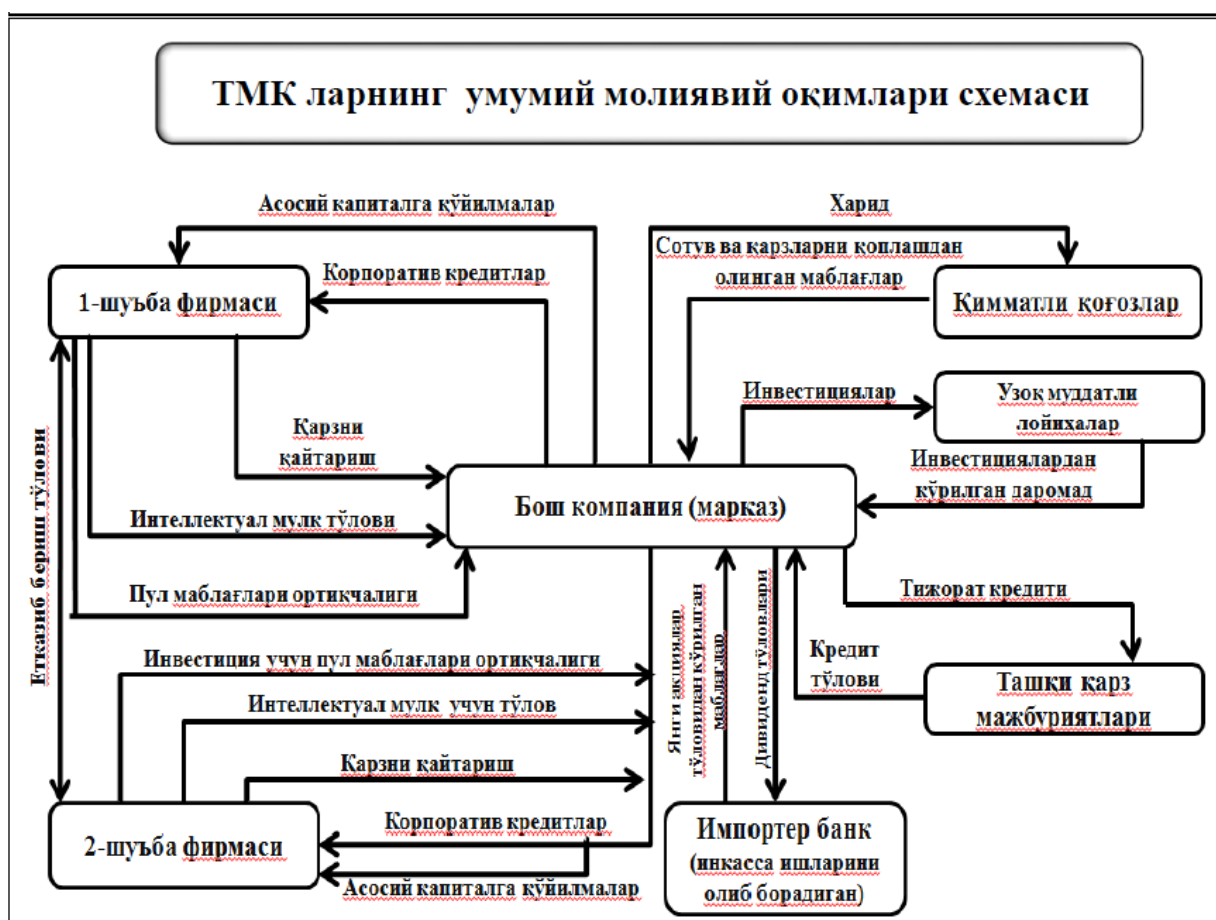 ТМК ларнинг умумий молиявий оқимлари схемаси
Асосий капиталга қўйилмалар
Харид
Сотув ва қарзларни қоплашдан
олинган маблағлар
Корпоратив кредитлар
1-шуъба фирмаси
Қимматли қоғозлар
Инвестициялар
Узоқ муддатли
лойиҳалар
Қарзни
қайтариш
Инвестициялардан
кўрилган даромад
Бош компания (марказ)
Интеллектуал мулк тўлови
Етказиб бериш тўлови
Пул маблағлари ортиқчалиги
Тижорат кредити
Янги акциялар
тўловидан кўрилган
маблағлар
Дивиденд тўловлари
Кредит
тўлови
Инвестиция учун пул маблағлари ортиқчалиги
Ташқи қарз
мажбуриятлари
Интеллектуал мулк учун тўлов
Қарзни қайтариш
Корпоратив кредитлар
2-шуъба фирмаси
Импортер банк
(инкасса ишларини
олиб борадиган)
Асосий капиталга қўйилмалар